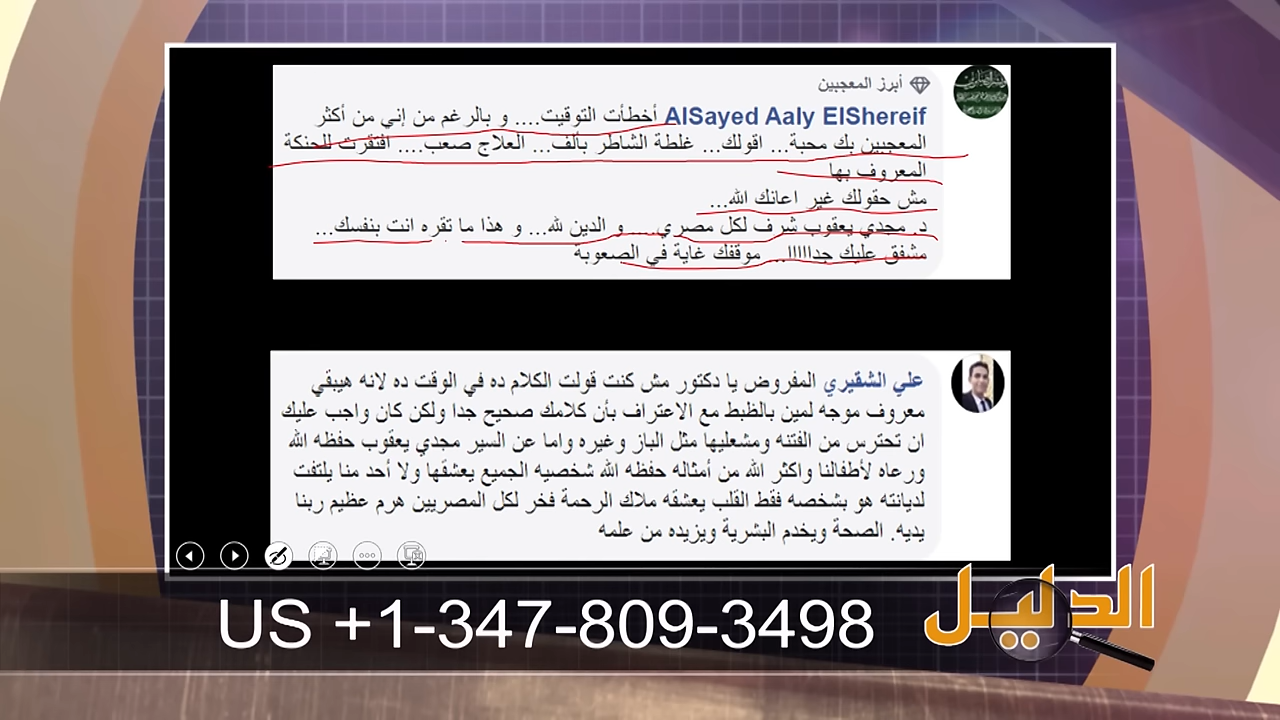 أبرز المعجبين
AlSayed Aaly ElShereif أخطأت التوقيت.... و بالرغم من إني من أكثر
المعجبين بك محبة... اقولك... غلطة الشاطر بألف... العلاج صعب.... افتقرت للحنكة
المعروف بها
مش حقولك غير اعانك الله...
د. مجدي يعقوب شرف لكل مصري.... و الدين لله... و هذا ما تقره انت بنفسك...
مشفق عليك جداااااا... موقفك غاية في الصعوبة
علي الشقيري المفروض يا دكتور مش كنت قولت الكلام ده في الوقت ده لانه هيبقي
معروف موجه لمين بالظبط مع الاعتراف بأن كلامك صحيح جدا ولكن كان واجب عليك
ان تحترس من الفتنه ومشعليها مثل الباز وغيره واما عن السير مجدي يعقوب حفظه الله
ورعاه لأطفالنا واكثر الله من أمثاله حفظه الله شخصيه الجميع يعشقها ولا أحد منا يلتفت
لديانته هو بشخصه فقط القلب يعشقه ملاك الرحمة فخر لكل المصريين هرم عظيم ربنا
يديه. الصحة ويخدم البشرية ويزيده من علمه
US +1-347-809-3498
الدليل